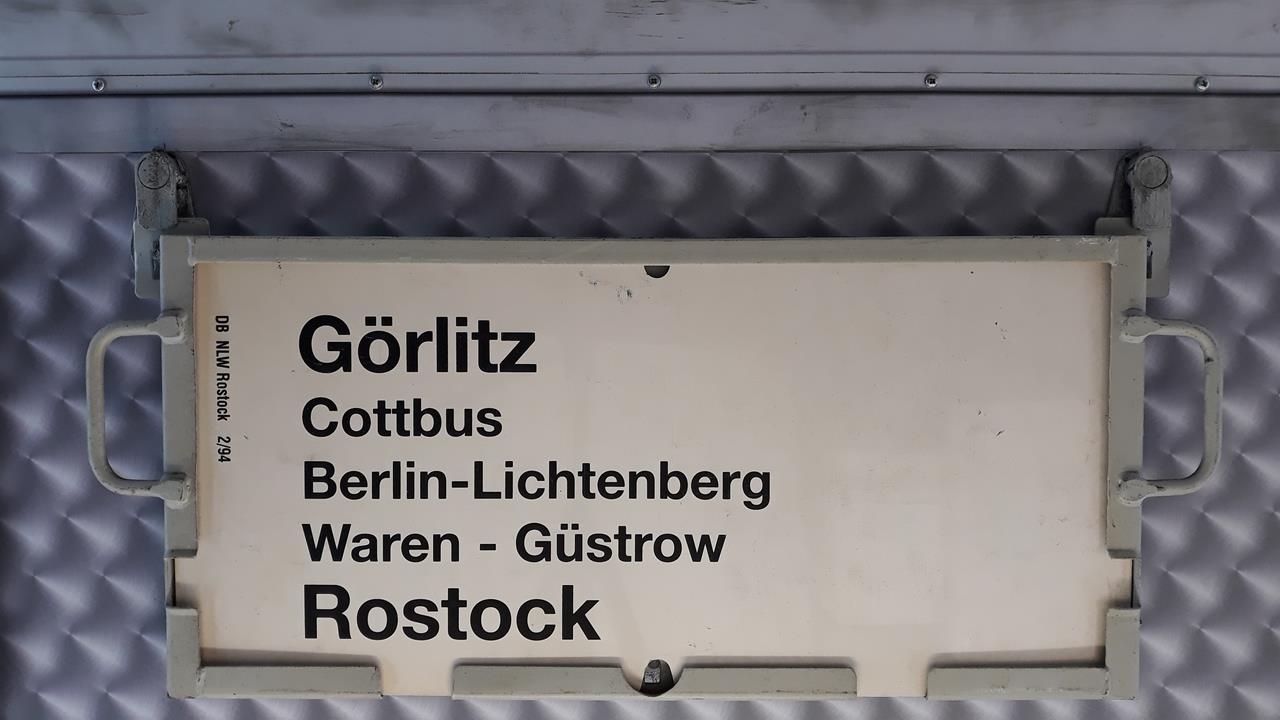 Görlitz
Cottbus
Berlin-Lichtenberg
Waren - Güstrow
Rostock
DB NLW Rostock 2/94